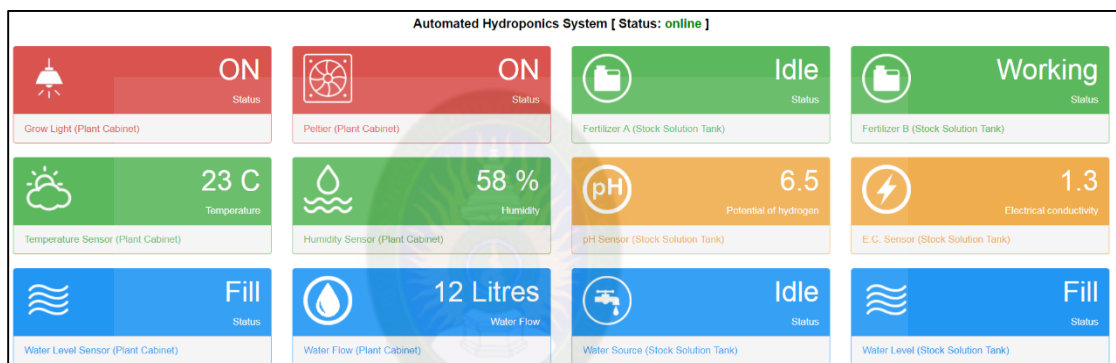 Automated Hydroponics System [ Status: online ]
ON
Status
Grow Light (Plant Cabinet)
ON
Status
Peltier (Plant Cabinet)
Idle
Status
Fertilizer A (Stock Solution Tank)
Working
Status
Fertilizer B (Stock Solution Tank)
23 C
Temperature
Temperature Sensor (Plant Cabinet)
58 %
Humidity
Humidity Sensor (Plant Cabinet)
pH
6.5
Potential of hydrogen
pH Sensor (Stock Solution Tank)
1.3
Electrical conductivity
E.C. Sensor (Stock Solution Tank)
Fill
Status
Water Level Sensor (Plant Cabinet)
12 Litres
Water Flow
Water Flow (Plant Cabinet)
Idle
Status
Water Source (Stock Solution Tank)
Fill
Status
Water Level (Stock Solution Tank)